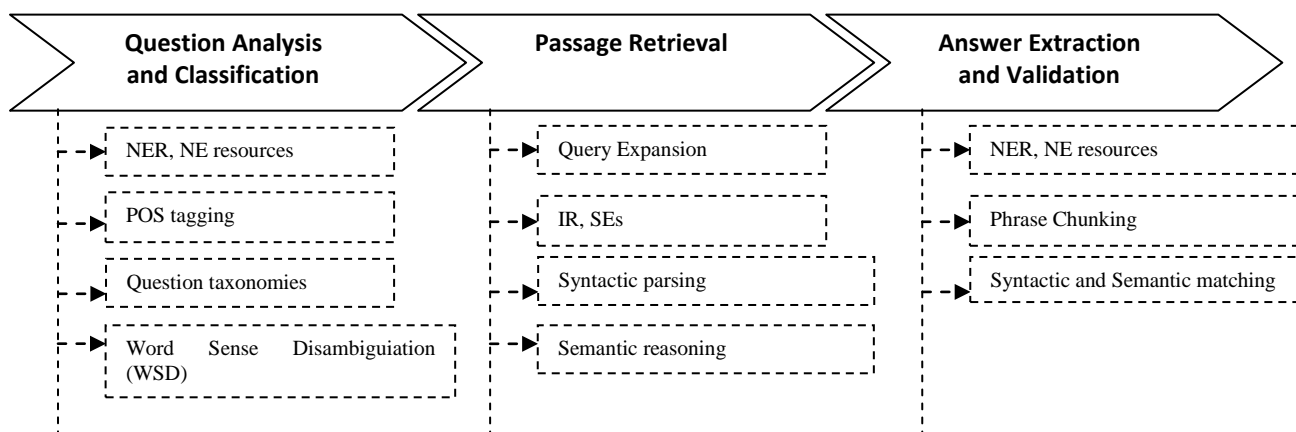 Question Analysis
and Classification
NER, NE resources
POS tagging
Question taxonomies
Word Sense Disambiguiation
(WSD)
Passage Retrieval
Query Expansion
IR, SEs
Syntactic parsing
Semantic reasoning
Answer Extraction
and Validation
NER, NE resources
Phrase Chunking
Syntactic and Semantic matching